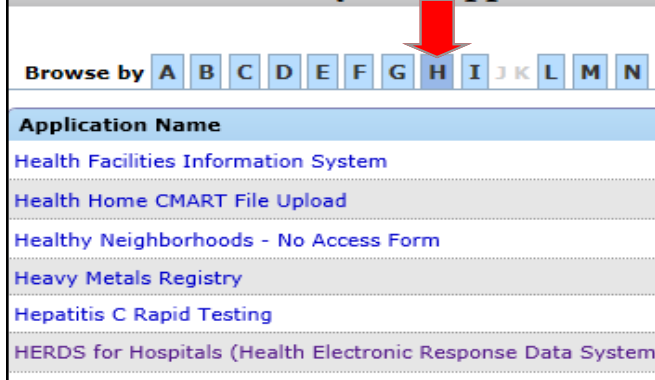 Browse by A B C D E F G H I J K L M N
Application Name
Health Facilities Information System
Health Home CMART File Upload
Healthy Neighborhoods - No Access Form
Heavy Metals Registry
Hepatitis C Rapid Testing
HERDS for Hospitals (Health Electronic Response Data System